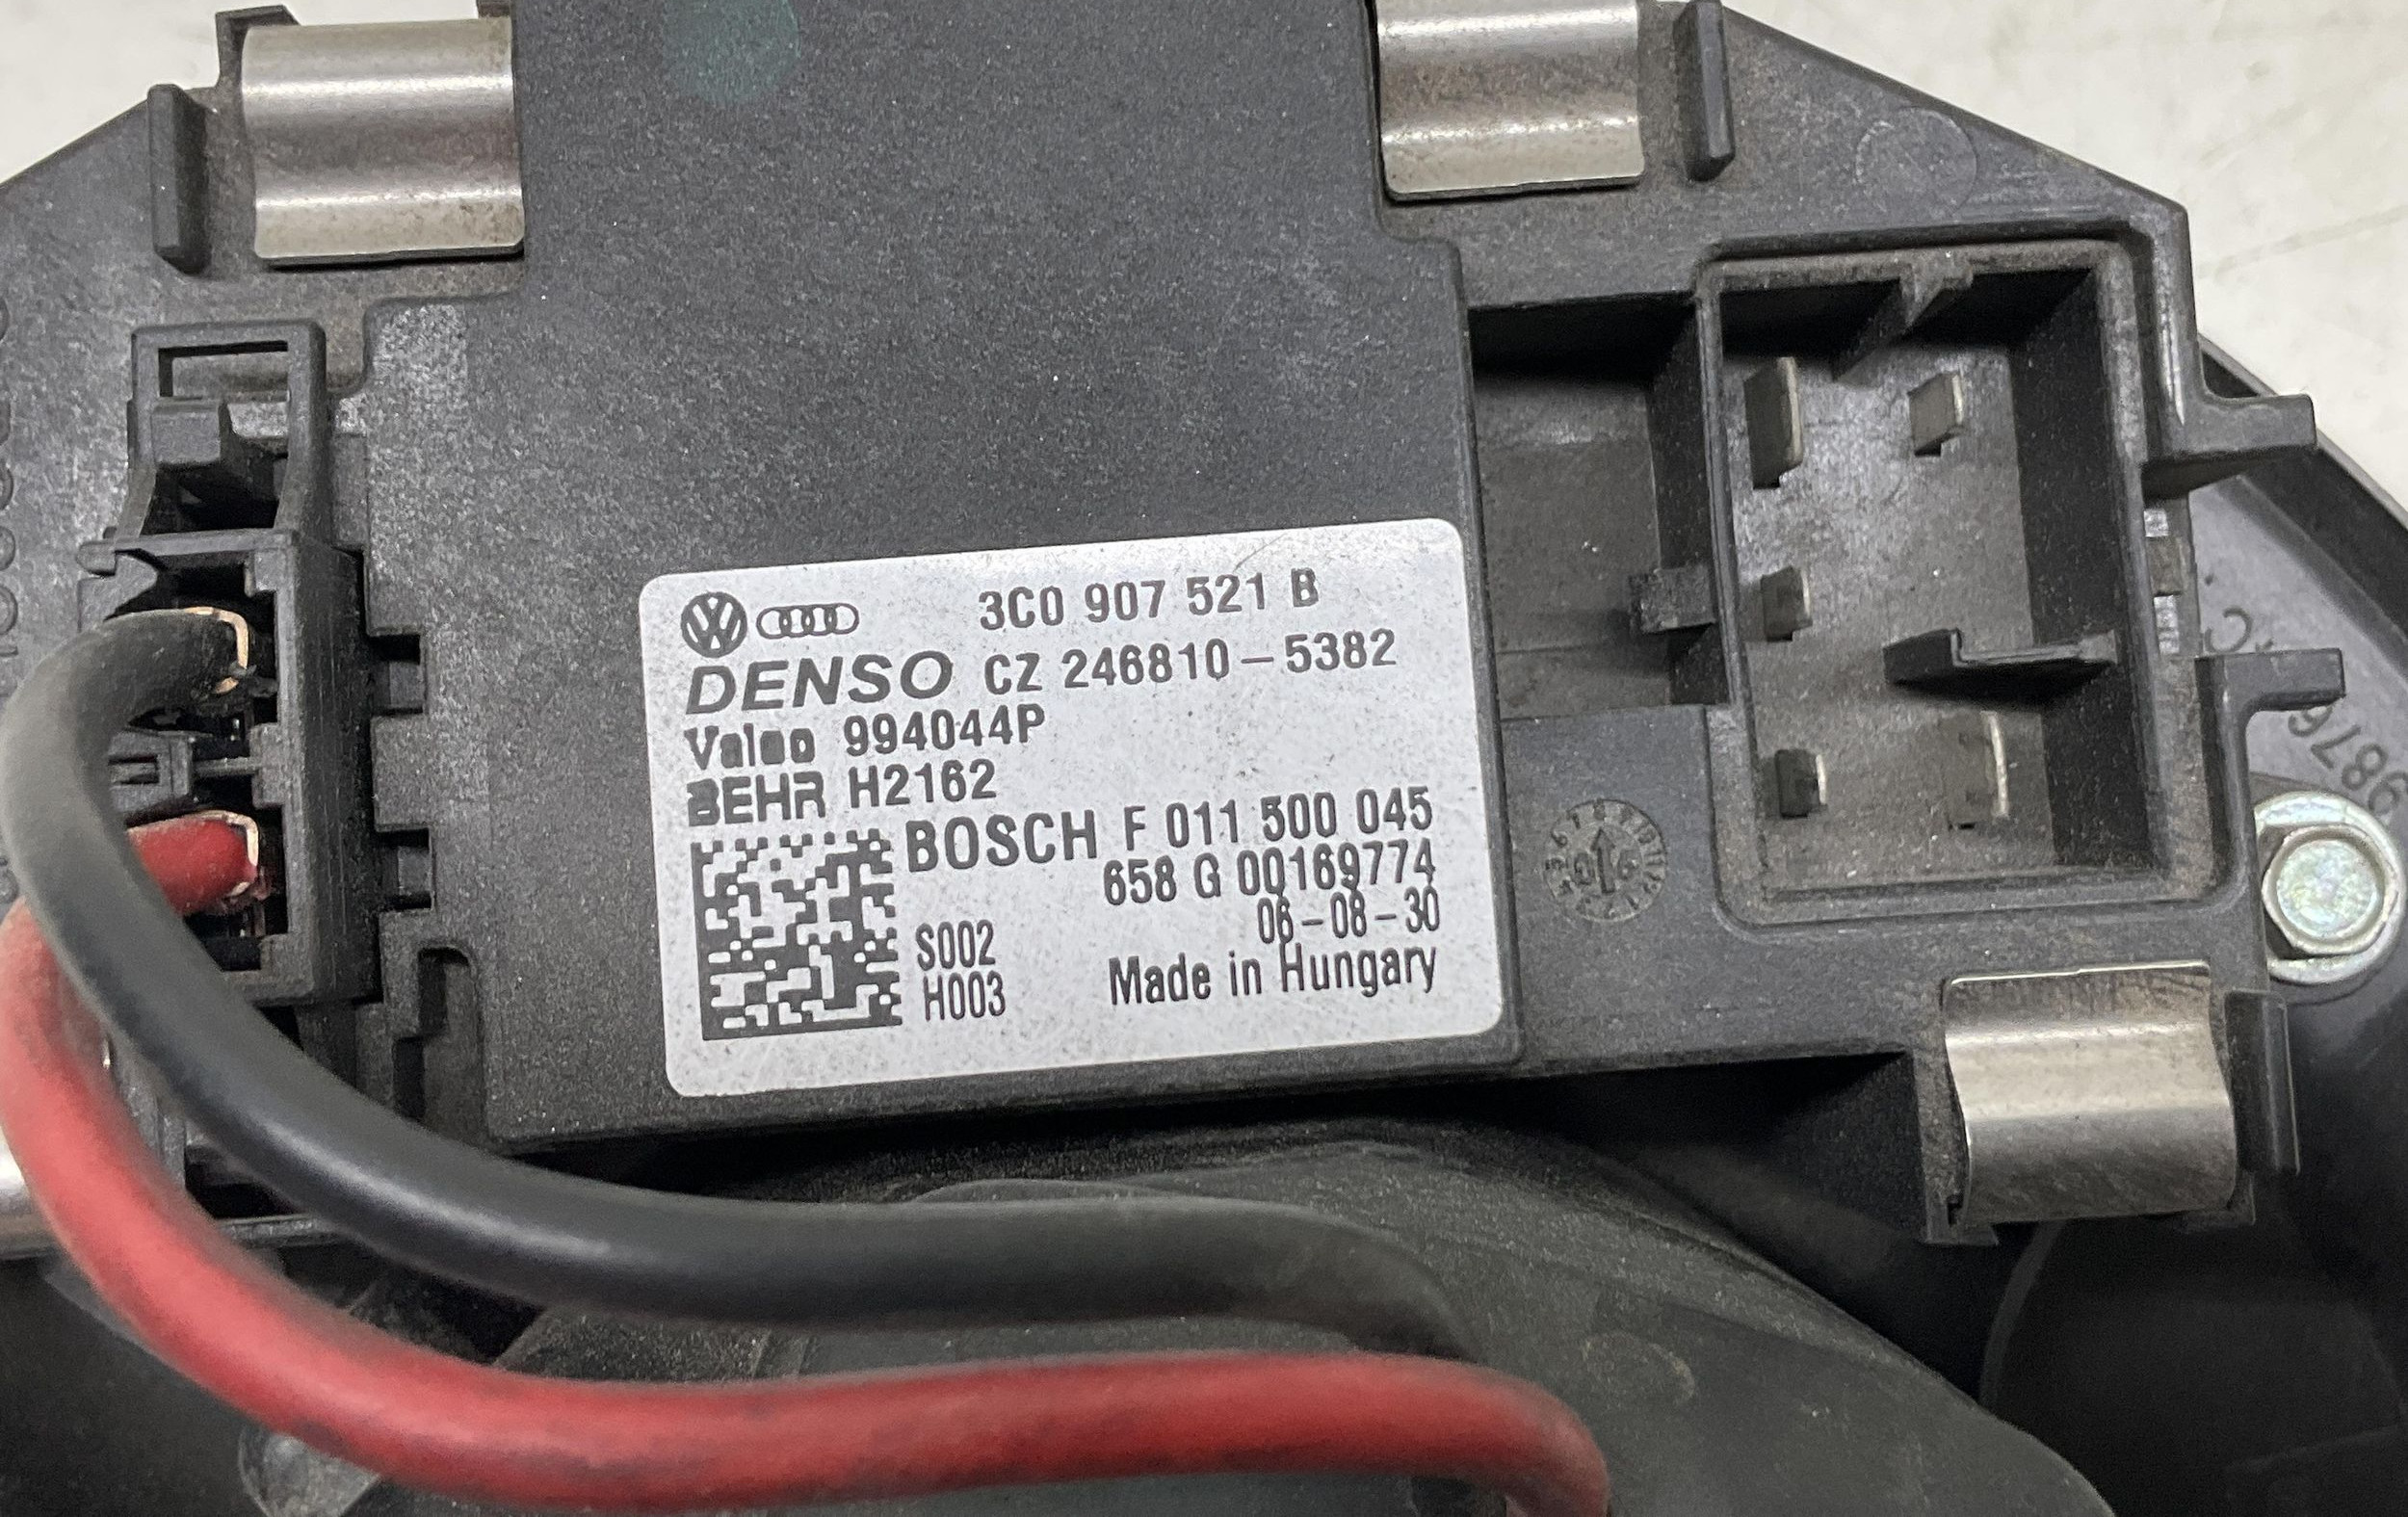 3C0 907 521 B
DENSO CZ 246810-5382
Valeo 994044P
BEHR H2162
BOSCH F 011 500 045
658 G 00169774
06-08-30
S002
H003
Made in Hungary